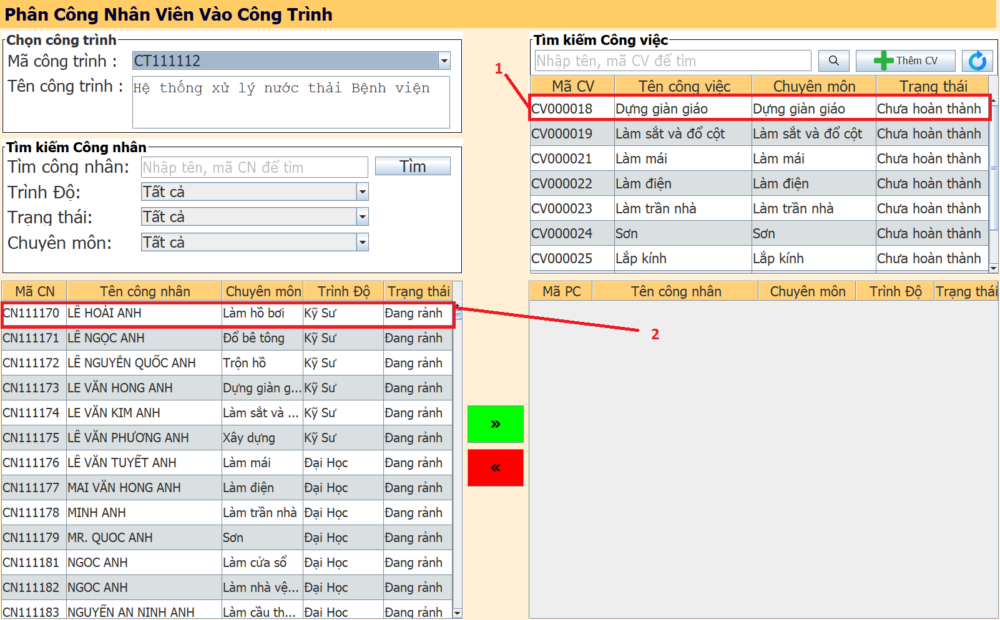 Phân Công Nhân Viên Vào Công Trình
Chọn công trình
Mã công trình : CT111112
Tên công trình : Hệ thống xử lý nước thải Bệnh viện
Tìm kiếm Công nhân
Tìm công nhân: Nhập tên, mã CN để tìm Tìm
Trình Độ: Tất cả
Trạng thái: Tất cả
Chuyên môn: Tất cả
Mã CN Tên công nhân Chuyên môn Trình Độ Trạng thái
CN111170 LÊ HOÀI ANH Làm hồ bơi Kỹ Sư Đang rảnh
CN111171 LÊ NGỌC ANH Đổ bê tông Kỹ Sư Đang rảnh
CN111172 LÊ NGUYỄN QUỐC ANH Trộn hồ Kỹ Sư Đang rảnh
CN111173 LE VĂN HONG ANH Dựng giàn g... Kỹ Sư Đang rảnh
CN111174 LE VĂN KIM ANH Làm sắt và ... Kỹ Sư Đang rảnh
CN111175 LÊ VĂN PHƯƠNG ANH Xây dựng Kỹ Sư Đang rảnh
CN111176 LÊ VĂN TUYẾT ANH Làm mái Đại Học Đang rảnh
CN111177 MAI VĂN HONG ANH Làm điện Đại Học Đang rảnh
CN111178 MINH ANH Làm trần nhà Đại Học Đang rảnh
CN111179 MR. QUOC ANH Sơn Đại Học Đang rảnh
CN111181 NGOC ANH Làm cửa sổ Đại Học Đang rảnh
CN111182 NGOC ANH Làm nhà vệ... Đại Học Đang rảnh
CN111183 NGUYỄN AN NINH ANH Làm cầu th... Đại Học Đang rảnh
»
«
Tìm kiếm Công việc
Nhập tên, mã CV để tìm Thêm CV
1
Mã CV Tên công việc Chuyên môn Trạng thái
CV000018 Dựng giàn giáo Dựng giàn giáo Chưa hoàn thành
CV000019 Làm sắt và đổ cột Làm sắt và đổ cột Chưa hoàn thành
CV000021 Làm mái Làm mái Chưa hoàn thành
CV000022 Làm điện Làm điện Chưa hoàn thành
CV000023 Làm trần nhà Làm trần nhà Chưa hoàn thành
CV000024 Sơn Sơn Chưa hoàn thành
CV000025 Lắp kính Lắp kính Chưa hoàn thành
Mã PC Tên công nhân Chuyên môn Trình Độ Trạng thái
2